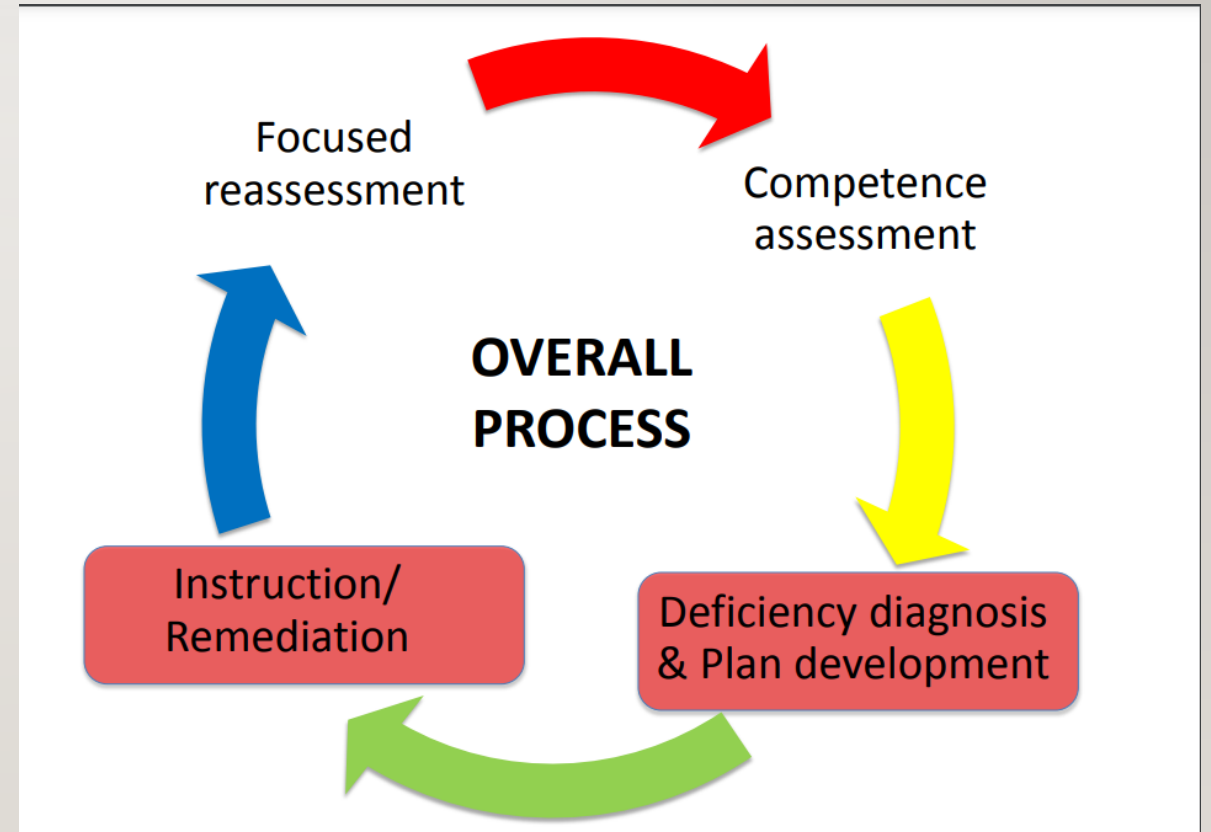 Focused
reassessment
Competence
assessment
OVERALL
PROCESS
Instruction/
Remediation
Deficiency diagnosis
& Plan development